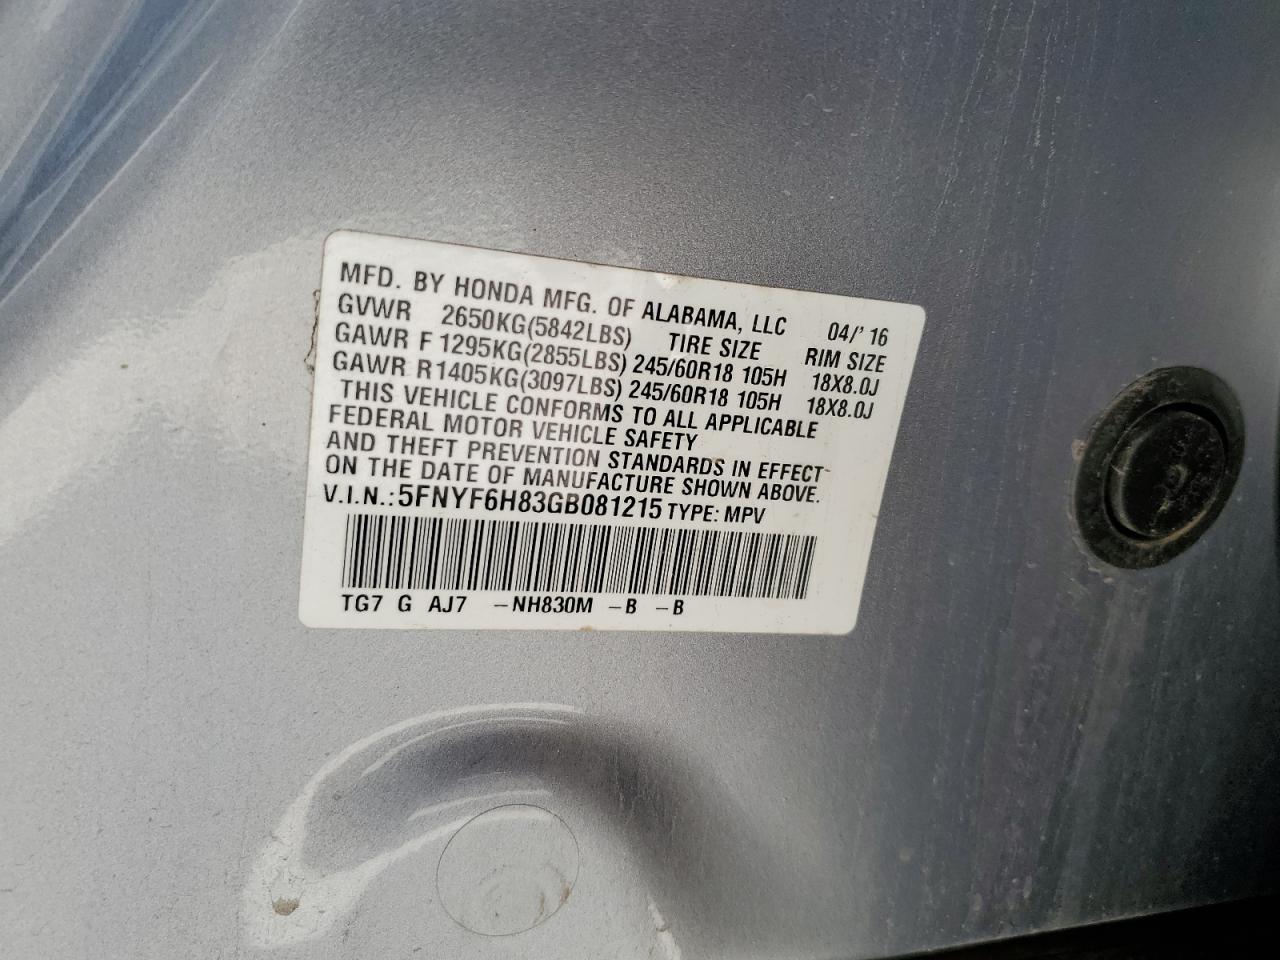 MFD. BY HONDA MFG. OF ALABAMA, LLC 04/' 16
GVWR 2650KG(5842LBS) TIRE SIZE RIM SIZE
GAWR F 1295KG(2855LBS) 245/60R18 105H 18X8.0J
GAWR R1405KG(3097LBS) 245/60R18 105H 18X8.0J
THIS VEHICLE CONFORMS TO ALL APPLICABLE
FEDERAL MOTOR VEHICLE SAFETY
AND THEFT PREVENTION STANDARDS IN EFFECT
ON THE DATE OF MANUFACTURE SHOWN ABOVE.
V.I.N.: 5FNYF6H83GB081215 TYPE: MPV
TG7 G AJ7 -NH830M -B -B